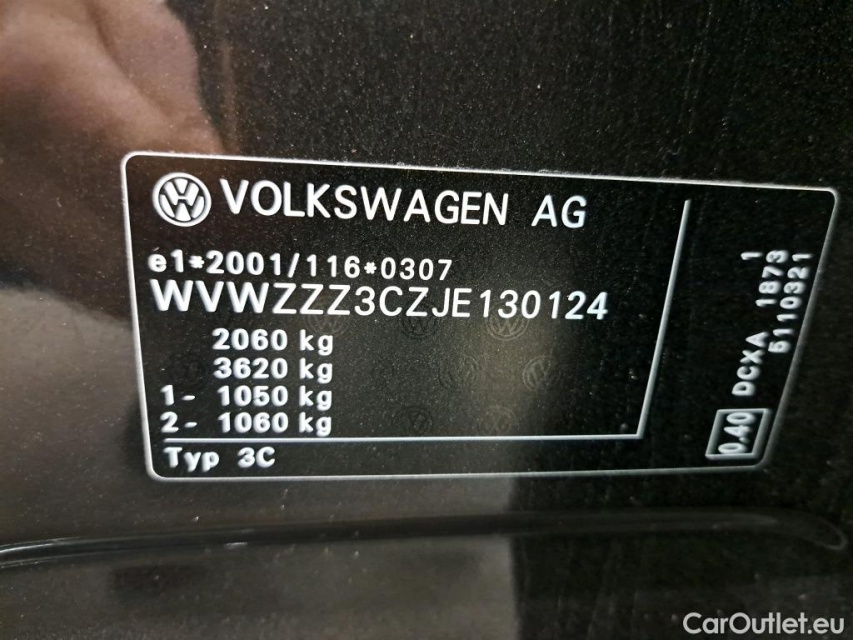 VOLKSWAGEN AG
e1*2001/116*0307
WVWZZZ3CZJE130124
2060 kg
3620 kg
1- 1050 kg
2- 1060 kg
Typ 3C
1
DCXA 1873
5110321
0.40
CarOutlet.eu